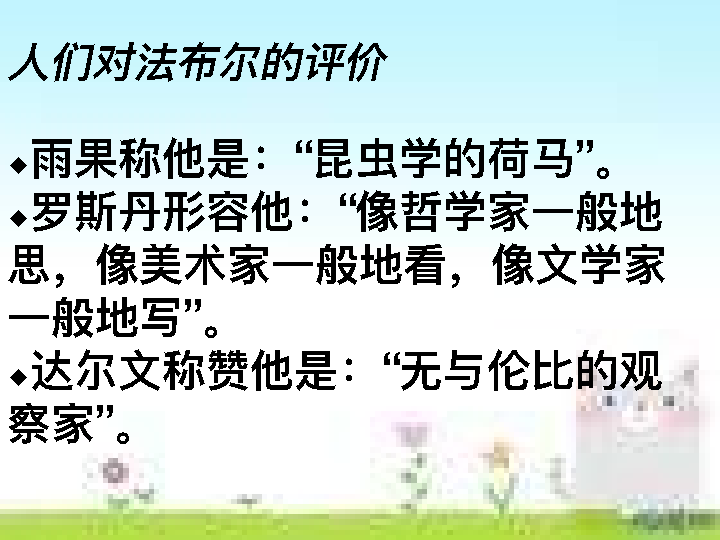 人们对法布尔的评价
◆雨果称他是：“昆虫学的荷马”。
◆罗斯丹形容他：“像哲学家一般地
思，像美术家一般地看，像文学家
一般地写”。
◆达尔文称赞他是：“无与伦比的观
察家”。